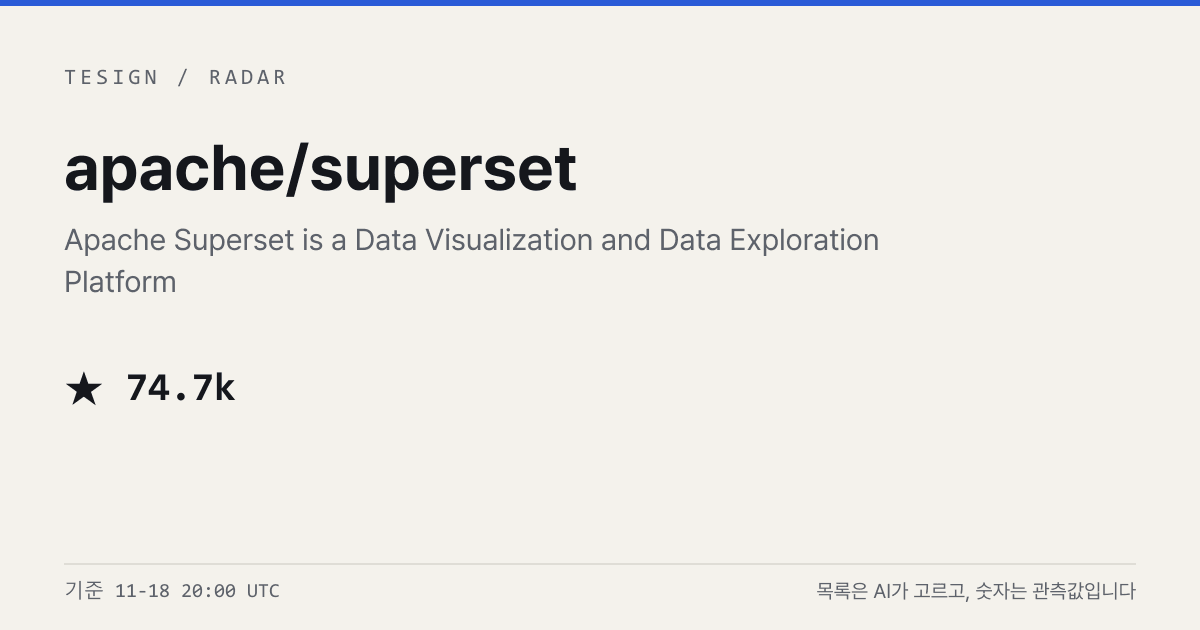 TESIGN / RADAR
apache/superset
Apache Superset is a Data Visualization and Data Exploration
Platform
★ 74.7k
기준 11-18 20:00 UTC
목록은 AI가 고르고, 숫자는 관측값입니다